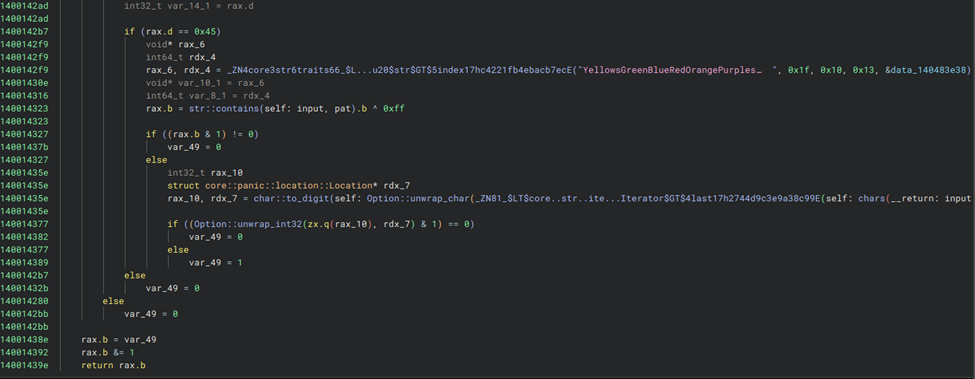 1400142ad int32_t var_14_1 = rax.d
1400142ad
1400142b7 if (rax.d == 0x45)
1400142f9 void* rax_6
1400142f9 int64_t rdx_4
1400142f9 rax_6, rdx_4 = _ZN4core3str6traits66_$L...u20$str$GT$5index17hc4221fb4ebacb7ecE("YellowsGreenBlueRedOrangePurples… ", 0x1f, 0x10, 0x13, &data_140483e38)
14001430e void* var_10_1 = rax_6
140014316 int64_t var_8_1 = rdx_4
140014323 rax.b = str::contains(self: input, pat).b ^ 0xff
140014323
140014327 if ((rax.b & 1) != 0)
14001437b var_49 = 0
140014327 else
14001435e int32_t rax_10
14001435e struct core::panic::location::Location* rdx_7
14001435e rax_10, rdx_7 = char::to_digit(self: Option::unwrap_char(_ZN81_$LT$core..str..ite...Iterator$GT$4last17h2744d9c3e9a38c99E(self: chars(__return: input
14001435e
140014377 if ((Option::unwrap_int32(zx.q(rax_10), rdx_7) & 1) == 0)
140014382 var_49 = 0
140014377 else
140014389 var_49 = 1
1400142b7 else
14001432b var_49 = 0
140014280 else
1400142bb var_49 = 0
1400142bb
14001438e rax.b = var_49
140014392 rax.b &= 1
14001439e return rax.b